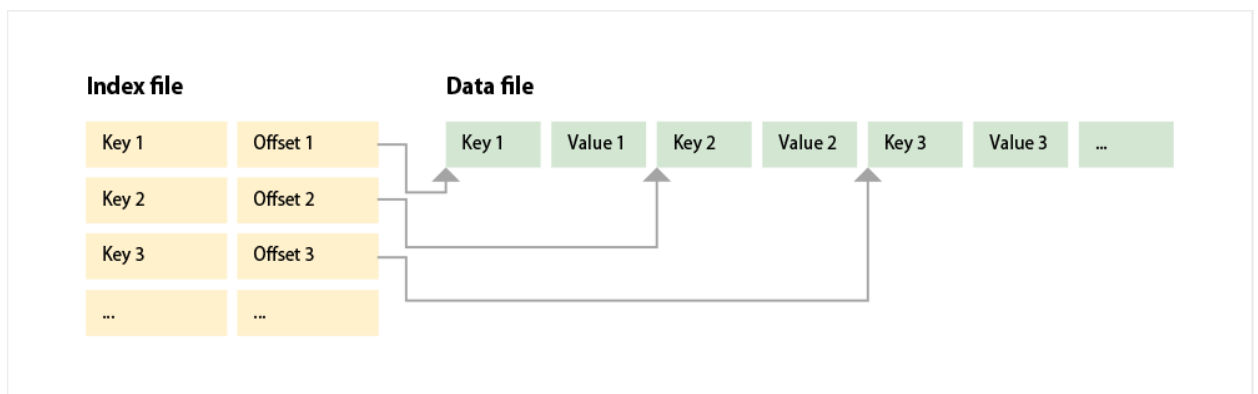 Index file Data file
Key 1 Offset 1 Key 1 Value 1 Key 2 Value 2 Key 3 Value 3 ...
Key 2 Offset 2
Key 3 Offset 3
... ...